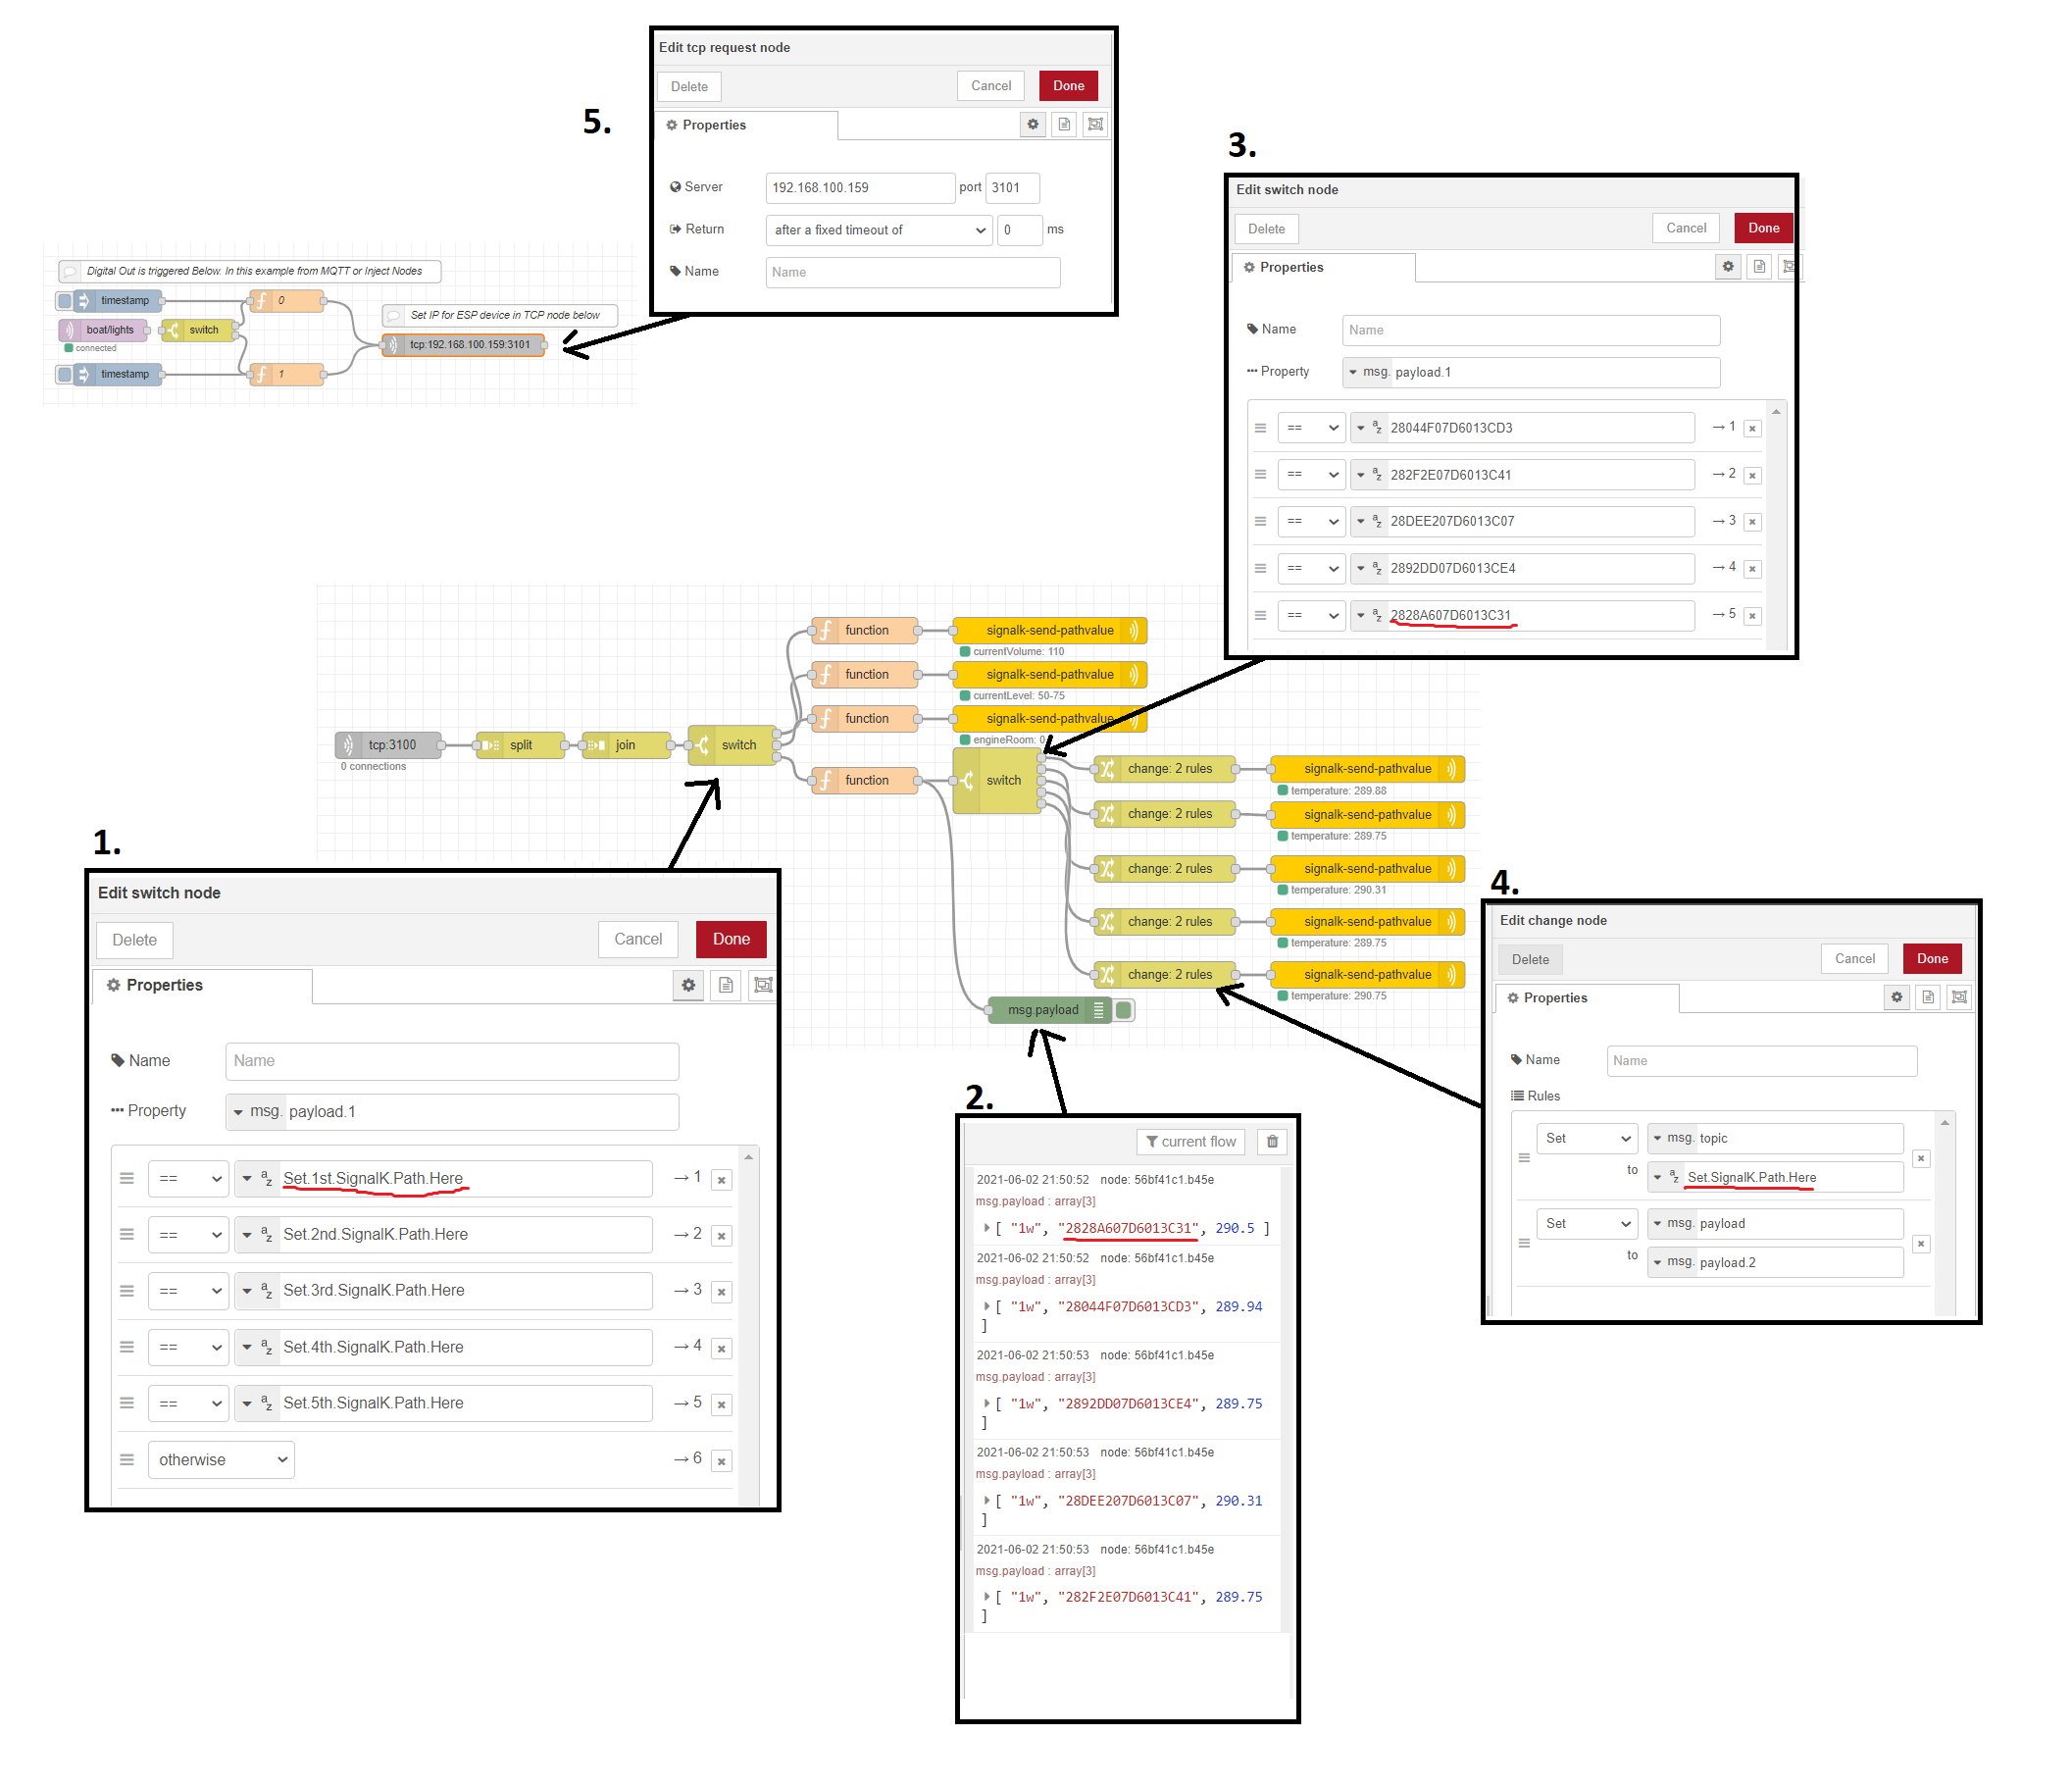 5.
Edit tcp request node
Delete
Cancel
Done
Properties
Server
192.168.100.159
port
3101
Return
after a fixed timeout of
0
ms
Name
Name
Digital Out is triggered Below. In this example from MQTT or Inject Nodes
timestamp
0
boat/lights
switch
connected
Set IP for ESP device in TCP node below
tcp:192.168.100.159:3101
timestamp
1
3.
Edit switch node
Delete
Cancel
Done
Properties
Name
Name
Property
msg. payload.1
== 28044F07D6013CD3 → 1
== 282F2E07D6013C41 → 2
== 28DEE207D6013C07 → 3
== 2892DD07D6013CE4 → 4
== 2828A607D6013C31 → 5
tcp:3100
0 connections
split
join
switch
function
signalk-send-pathvalue
currentVolume: 110
function
signalk-send-pathvalue
currentLevel: 50-75
function
signalk-send-pathvalue
engineRoom: 0
function
switch
change: 2 rules
signalk-send-pathvalue
temperature: 289.88
change: 2 rules
signalk-send-pathvalue
temperature: 289.75
change: 2 rules
signalk-send-pathvalue
temperature: 290.31
change: 2 rules
signalk-send-pathvalue
temperature: 289.75
change: 2 rules
signalk-send-pathvalue
temperature: 290.75
msg.payload
1.
Edit switch node
Delete
Cancel
Done
Properties
Name
Name
Property
msg. payload.1
== Set.1st.SignalK.Path.Here → 1
== Set.2nd.SignalK.Path.Here → 2
== Set.3rd.SignalK.Path.Here → 3
== Set.4th.SignalK.Path.Here → 4
== Set.5th.SignalK.Path.Here → 5
otherwise → 6
2.
current flow
2021-06-02 21:50:52 node: 56bf41c1.b45e
msg.payload : array[3]
[ "1w", "2828A607D6013C31", 290.5 ]
2021-06-02 21:50:52 node: 56bf41c1.b45e
msg.payload : array[3]
[ "1w", "28044F07D6013CD3", 289.94
]
2021-06-02 21:50:53 node: 56bf41c1.b45e
msg.payload : array[3]
[ "1w", "2892DD07D6013CE4", 289.75
]
2021-06-02 21:50:53 node: 56bf41c1.b45e
msg.payload : array[3]
[ "1w", "28DEE207D6013C07", 290.31
]
2021-06-02 21:50:53 node: 56bf41c1.b45e
msg.payload : array[3]
[ "1w", "282F2E07D6013C41", 289.75
]
4.
Edit change node
Delete
Cancel
Done
Properties
Name
Name
Rules
Set
msg. topic
to
Set.SignalK.Path.Here
Set
msg. payload
to
msg. payload.2